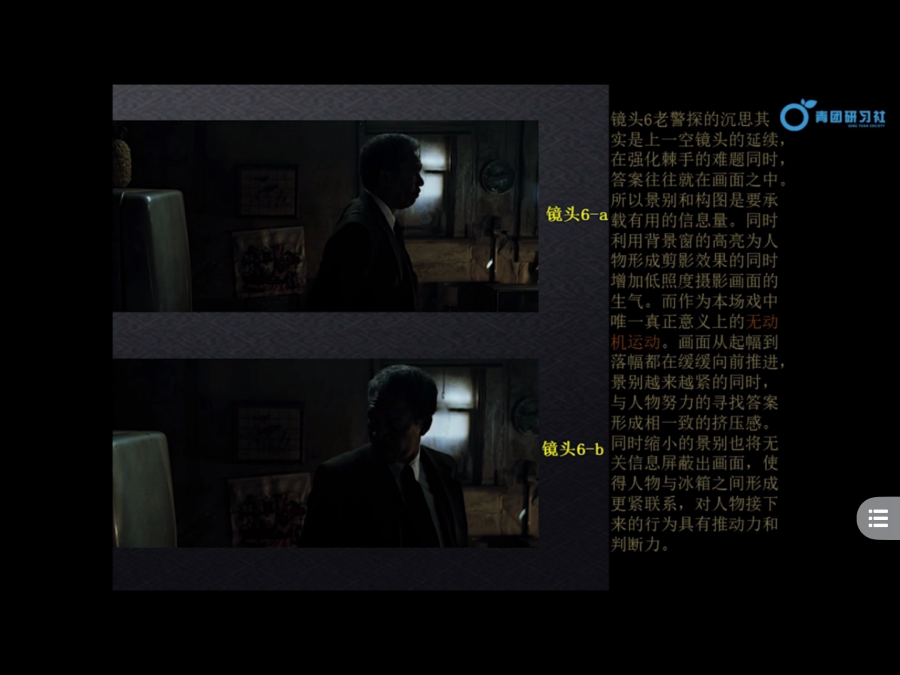 镜头6老警探的沉思其
实是上一空镜头的延续，
在强化棘手的难题同时，
答案往往就在画面之中。
所以景别和构图是要承
载有用的信息量。同时
利用背景窗的高亮为人
物形成剪影效果的同时
增加低照度摄影画面的
生气。而作为本场戏中
唯一真正意义上的无动
机运动。画面从起幅到
落幅都在缓缓向前推进，
景别越来越紧的同时，
与人物努力的寻找答案
形成相一致的挤压感。
同时缩小的景别也将无
关信息屏蔽出画面，使
得人物与冰箱之间形成
更紧联系，对人物接下
来的行为具有推动力和
判断力。
镜头6-a
镜头6-b
青团研习社
QING TUAN SOCIETY